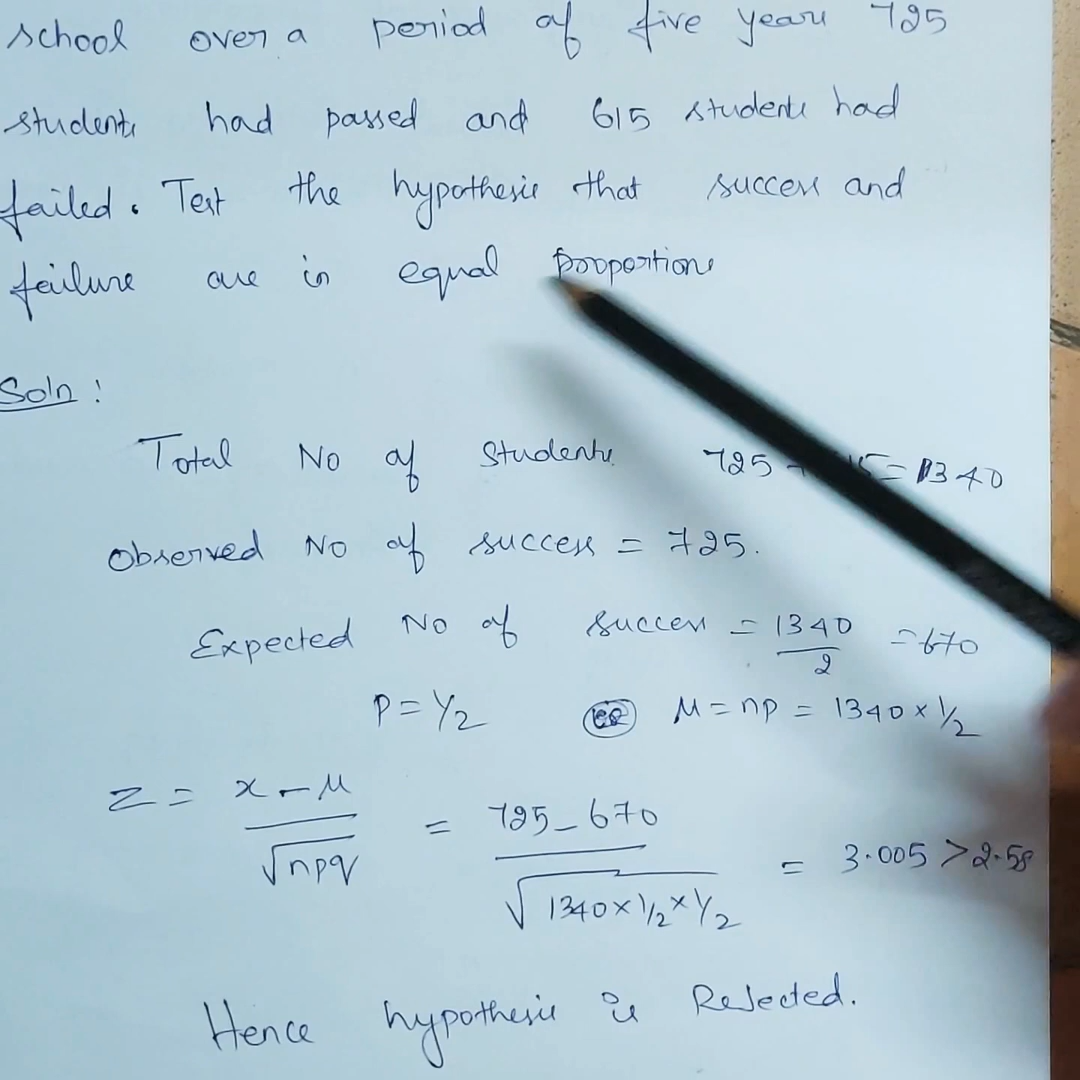 school over a period of five years 725
students had passed and 615 students had
failed. Test the hypothesis that success and
failure are in equal proportions
Soln :
Total No of students 725 + 15 = 1340
Observed No of success = 725.
Expected No of success = 1340/2 = 670
P = 1/2 M = np = 1340 × 1/2
Z = x - M / √npq = 725 - 670 / √1340 × 1/2 × 1/2 = 3.005 > 2.58
Hence hypothesis is Rejected.